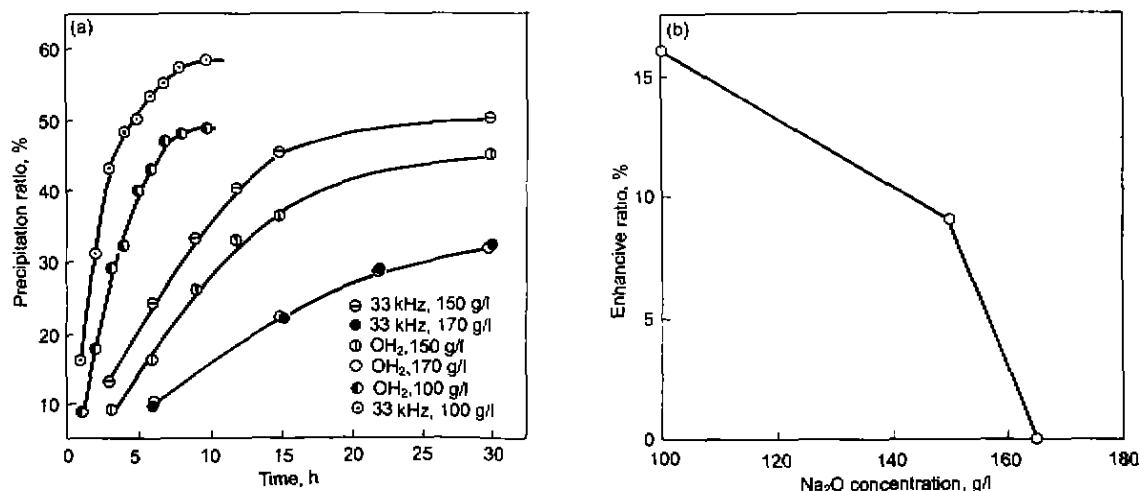 (a)
60
50
40
30
20
10
Precipitation ratio, %
33 kHz, 150 g/l
33 kHz, 170 g/l
OH₂, 150 g/l
OH₂, 170 g/l
OH₂, 100 g/l
33 kHz, 100 g/l
0 5 10 15 20 25 30
Time, h
(b)
15
10
5
0
Enhancive ratio, %
100 120 140 160 180
Na₂O concentration, g/l